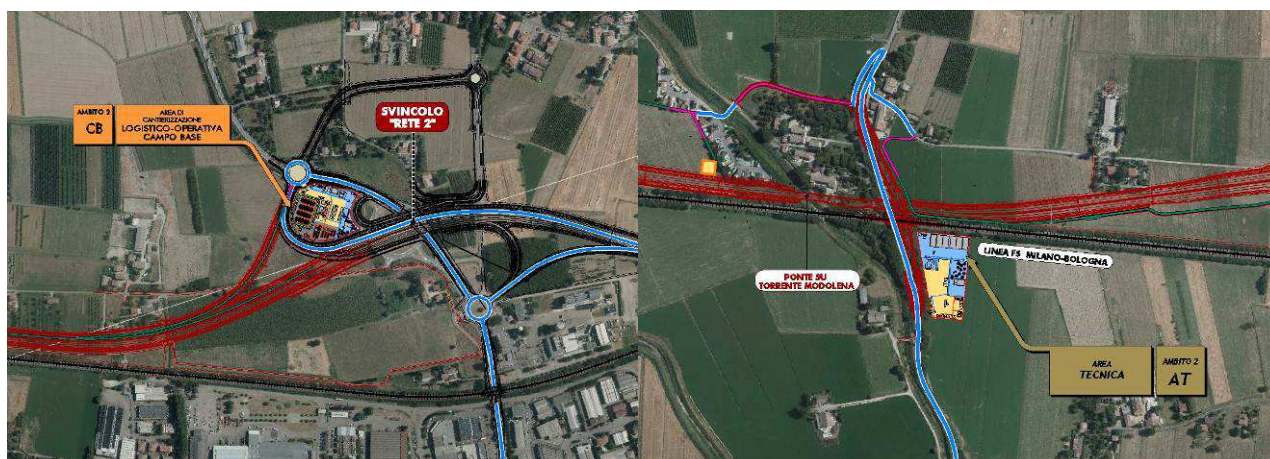 AMBITO 2
CB
AREA DI
CANTIERIZZAZIONE
LOGISTICO-OPERATIVA
CAMPO BASE
SVINCOLO
"RETE 2"
PONTE SU
TORRENTE MODOLENA
LINEA FS MILANO-BOLOGNA
AREA
TECNICA
AMBITO 2
AT